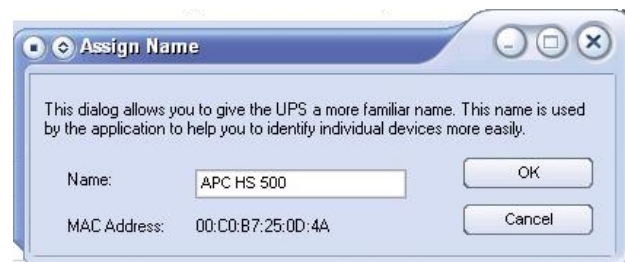 Assign Name
This dialog allows you to give the UPS a more familiar name. This name is used
by the application to help you to identify individual devices more easily.
Name: APC HS 500 OK
MAC Address: 00:C0:B7:25:0D:4A Cancel